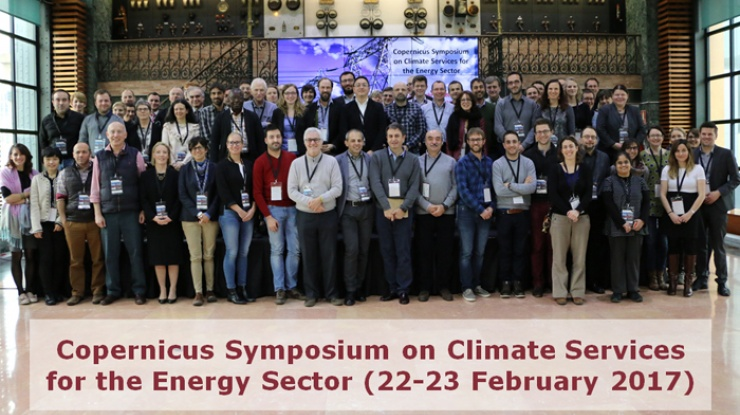 Copernicus Symposium
on Climate Services for
the Energy Sector
Copernicus Symposium on Climate Services
for the Energy Sector (22-23 February 2017)